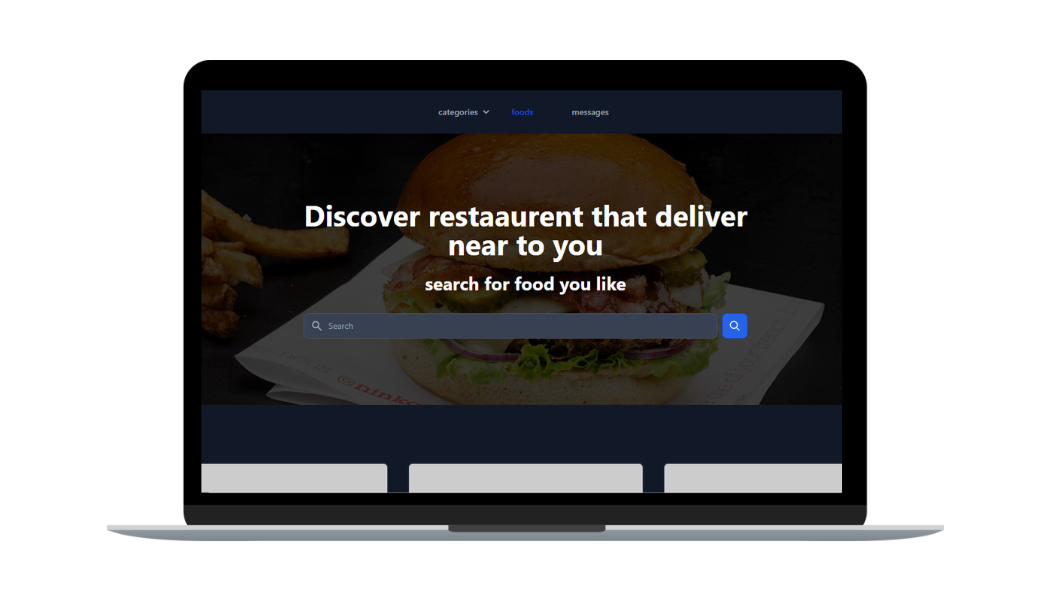 categories foods messages
Discover restaaurent that deliver
near to you
search for food you like
Search